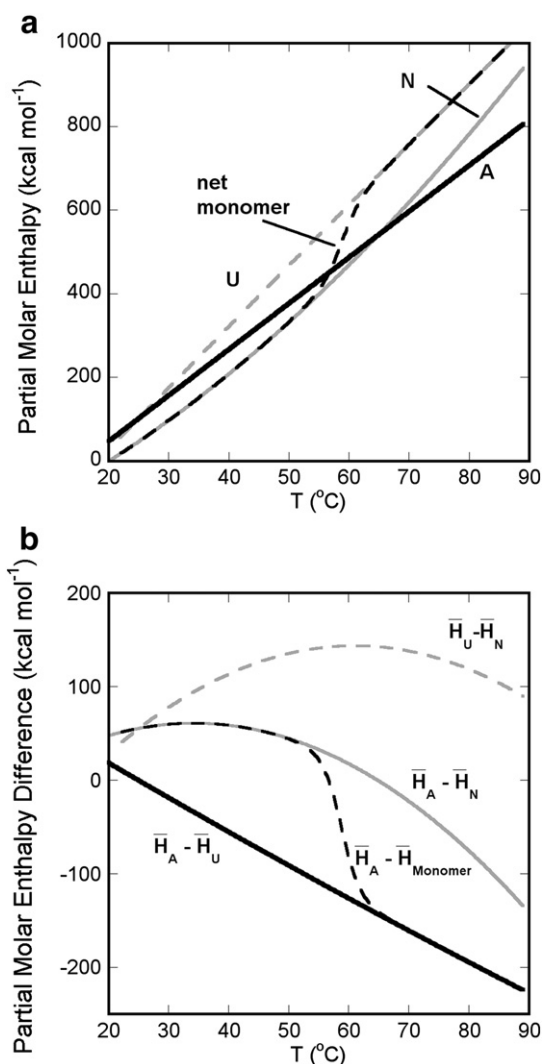 a
Partial Molar Enthalpy (kcal mol⁻¹)
1000
800
600
400
200
0
N
A
net
monomer
U
20 30 40 50 60 70 80 90
T (°C)
b
Partial Molar Enthalpy Difference (kcal mol⁻¹)
200
100
0
-100
-200
H̅U-H̅N
H̅A - H̅N
H̅A - H̅U
H̅A - H̅Monomer
20 30 40 50 60 70 80 90
T (°C)